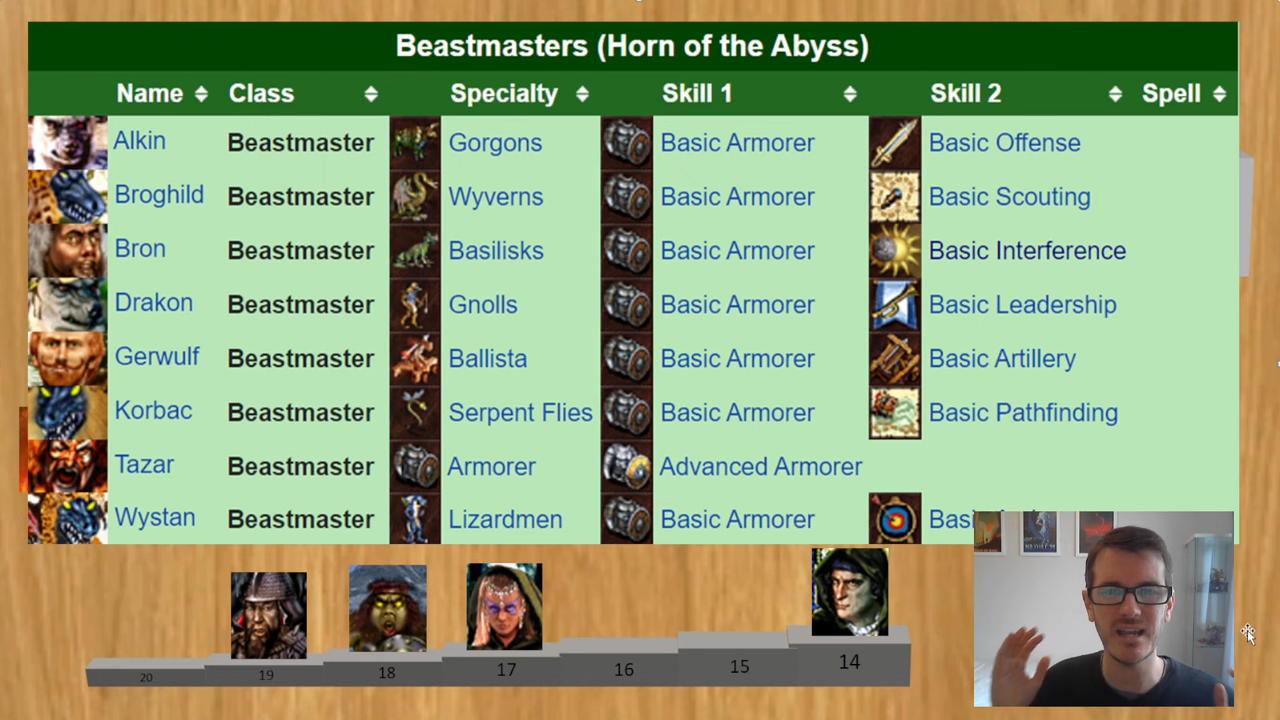 Beastmasters (Horn of the Abyss)
Name Class Specialty Skill 1 Skill 2 Spell
Alkin Beastmaster Gorgons Basic Armorer Basic Offense
Broghild Beastmaster Wyverns Basic Armorer Basic Scouting
Bron Beastmaster Basilisks Basic Armorer Basic Interference
Drakon Beastmaster Gnolls Basic Armorer Basic Leadership
Gerwulf Beastmaster Ballista Basic Armorer Basic Artillery
Korbac Beastmaster Serpent Flies Basic Armorer Basic Pathfinding
Tazar Beastmaster Armorer Advanced Armorer
Wystan Beastmaster Lizardmen Basic Armorer
20 19 18 17 16 15 14